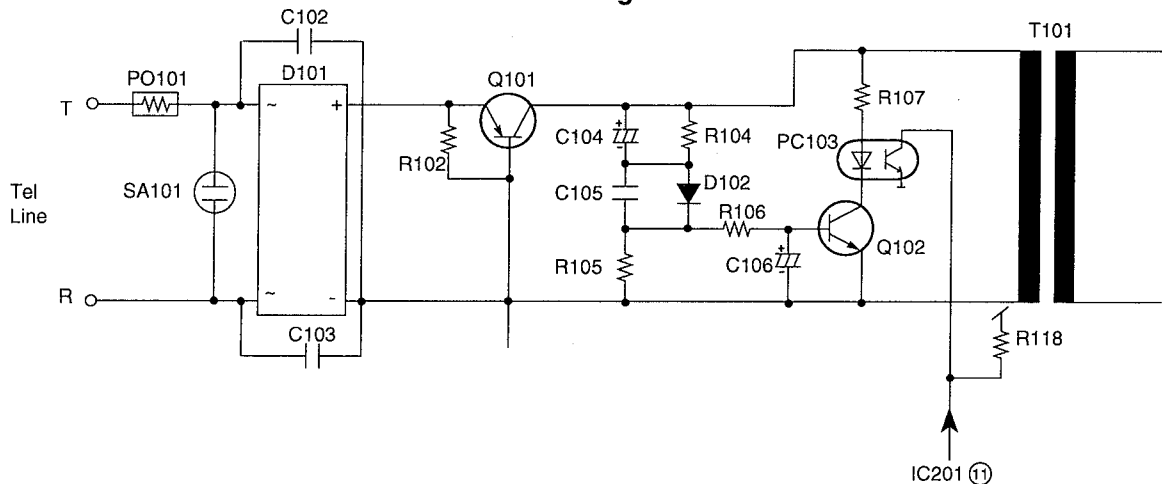 g
C102
T101
PO101
D101
Q101
T
~
+
R107
C104
R104
PC103
R102
+
-
Tel
Line
SA101
C105
D102
R106
R105
C106
+
-
Q102
R
~
-
C103
R118
IC201 ⑪